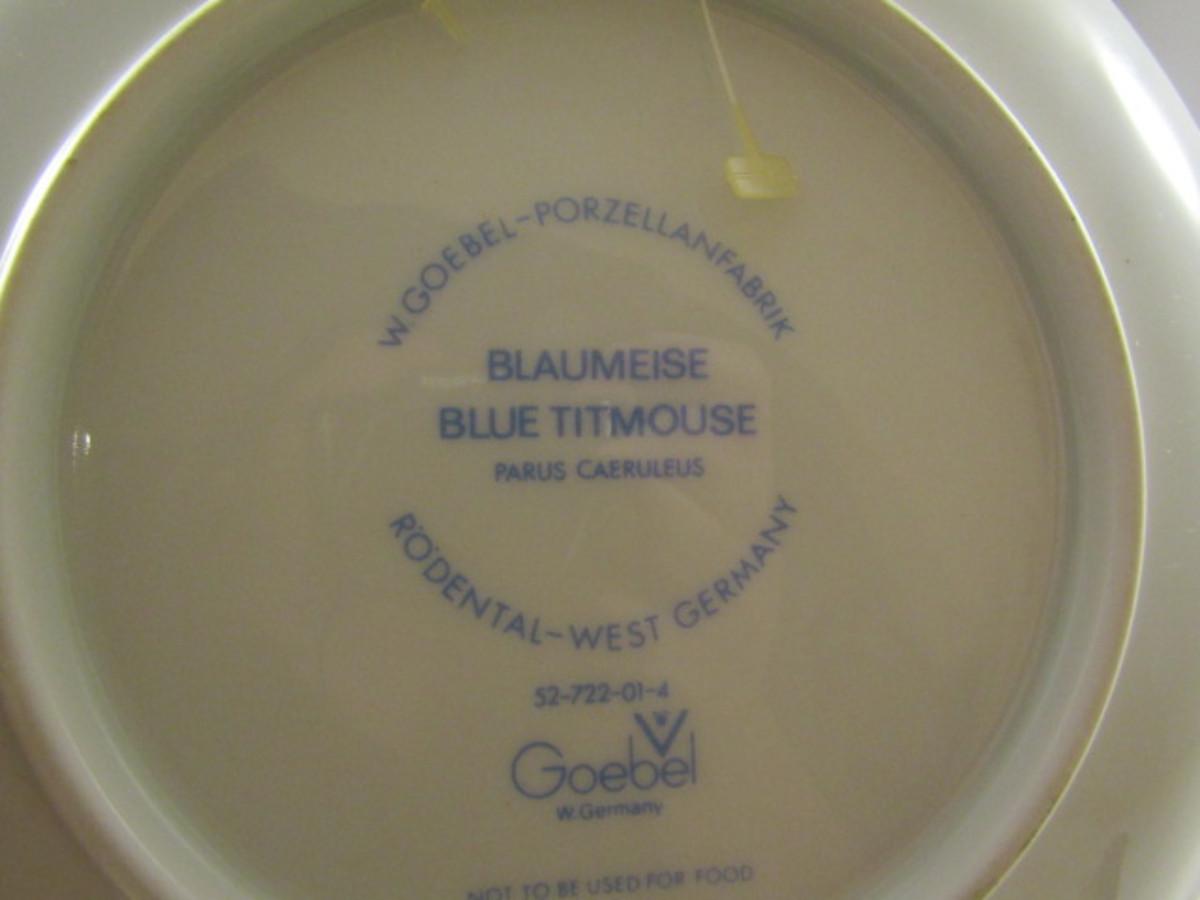 W. GOEBEL-PORZELLANFABRIK
BLAUMEISE
BLUE TITMOUSE
PARUS CAERULEUS
RÖDENTAL-WEST GERMANY
52-722-01-4
Goebel
W. Germany
NOT TO BE USED FOR FOOD